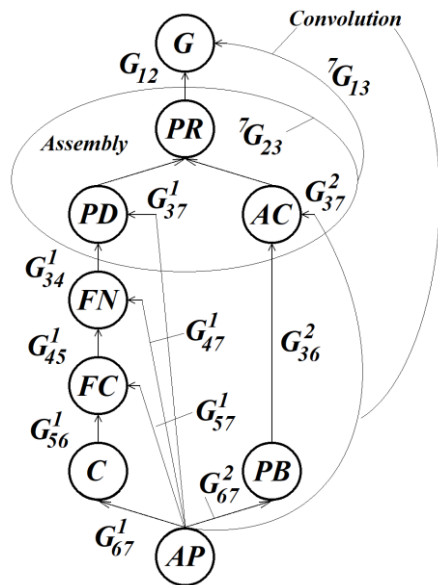 Convolution
G
G₁₂
⁷G₁₃
PR
Assembly
⁷G₂₃
PD
G¹₃₇
AC
G²₃₇
G¹₃₄
FN
G¹₄₇
G²₃₆
G¹₄₅
FC
G¹₅₇
G¹₅₆
C
G²₆₇
PB
G¹₆₇
AP